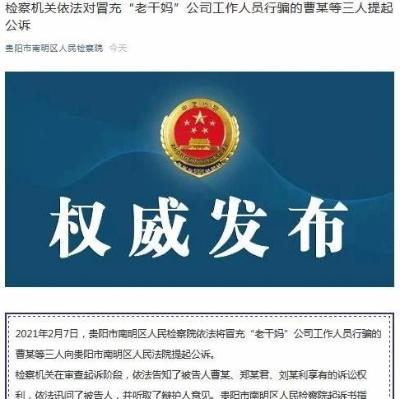 检察机关依法对冒充“老干妈”公司工作人员行骗的曹某等三人提起
公诉
贵阳市南明区人民检察院 今天
权威发布
2021年2月7日，贵阳市南明区人民检察院依法将冒充“老干妈”公司工作人员行骗的
曹某等三人向贵阳市南明区人民法院提起公诉。
检察机关在审查起诉阶段，依法告知了被告人曹某、郑某君、刘某利享有的诉讼权
利，依法讯问了被告人，并听取了辩护人意见。贵阳市南明区人民检察院起诉书指